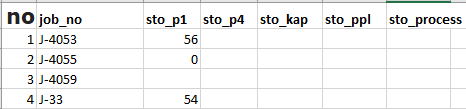 no job_no sto_p1 sto_p4 sto_kap sto_ppl sto_process
1 J-4053 56
2 J-4055 0
3 J-4059
4 J-33 54